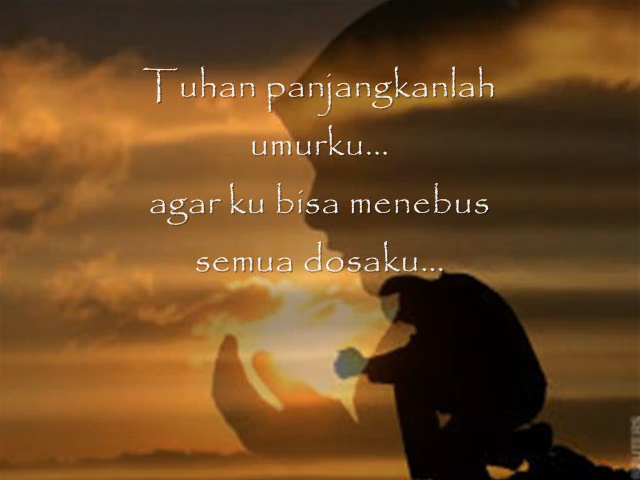 Tuhan panjangkanlah
umurku...
agar ku bisa menebus
semua dosaku...